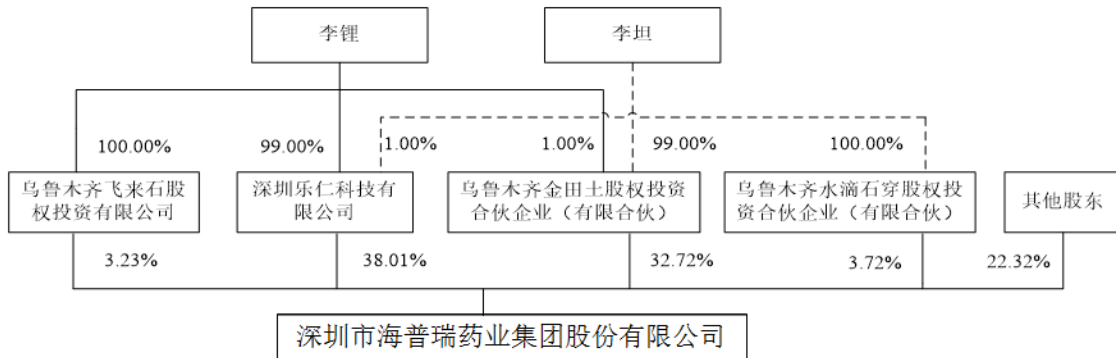 李锂
李坦
100.00%
99.00%
1.00%
1.00%
99.00%
100.00%
乌鲁木齐飞来石股
权投资有限公司
深圳乐仁科技有
限公司
乌鲁木齐金田土股权投资
合伙企业（有限合伙）
乌鲁木齐水滴石穿股权投
资合伙企业（有限合伙）
其他股东
3.23%
38.01%
32.72%
3.72%
22.32%
深圳市海普瑞药业集团股份有限公司